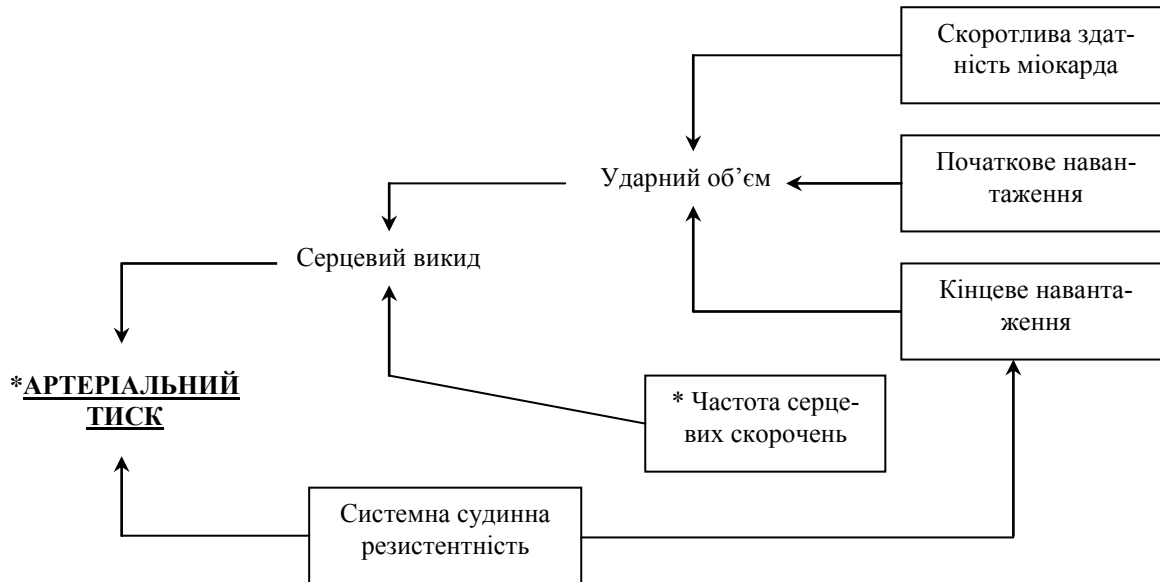 Скоротлива здат-
ність міокарда
Початкове наван-
таження
Ударний об’єм
Серцевий викид
Кінцеве наванта-
ження
*АРТЕРІАЛЬНИЙ
ТИСК
* Частота серце-
вих скорочень
Системна судинна
резистентність